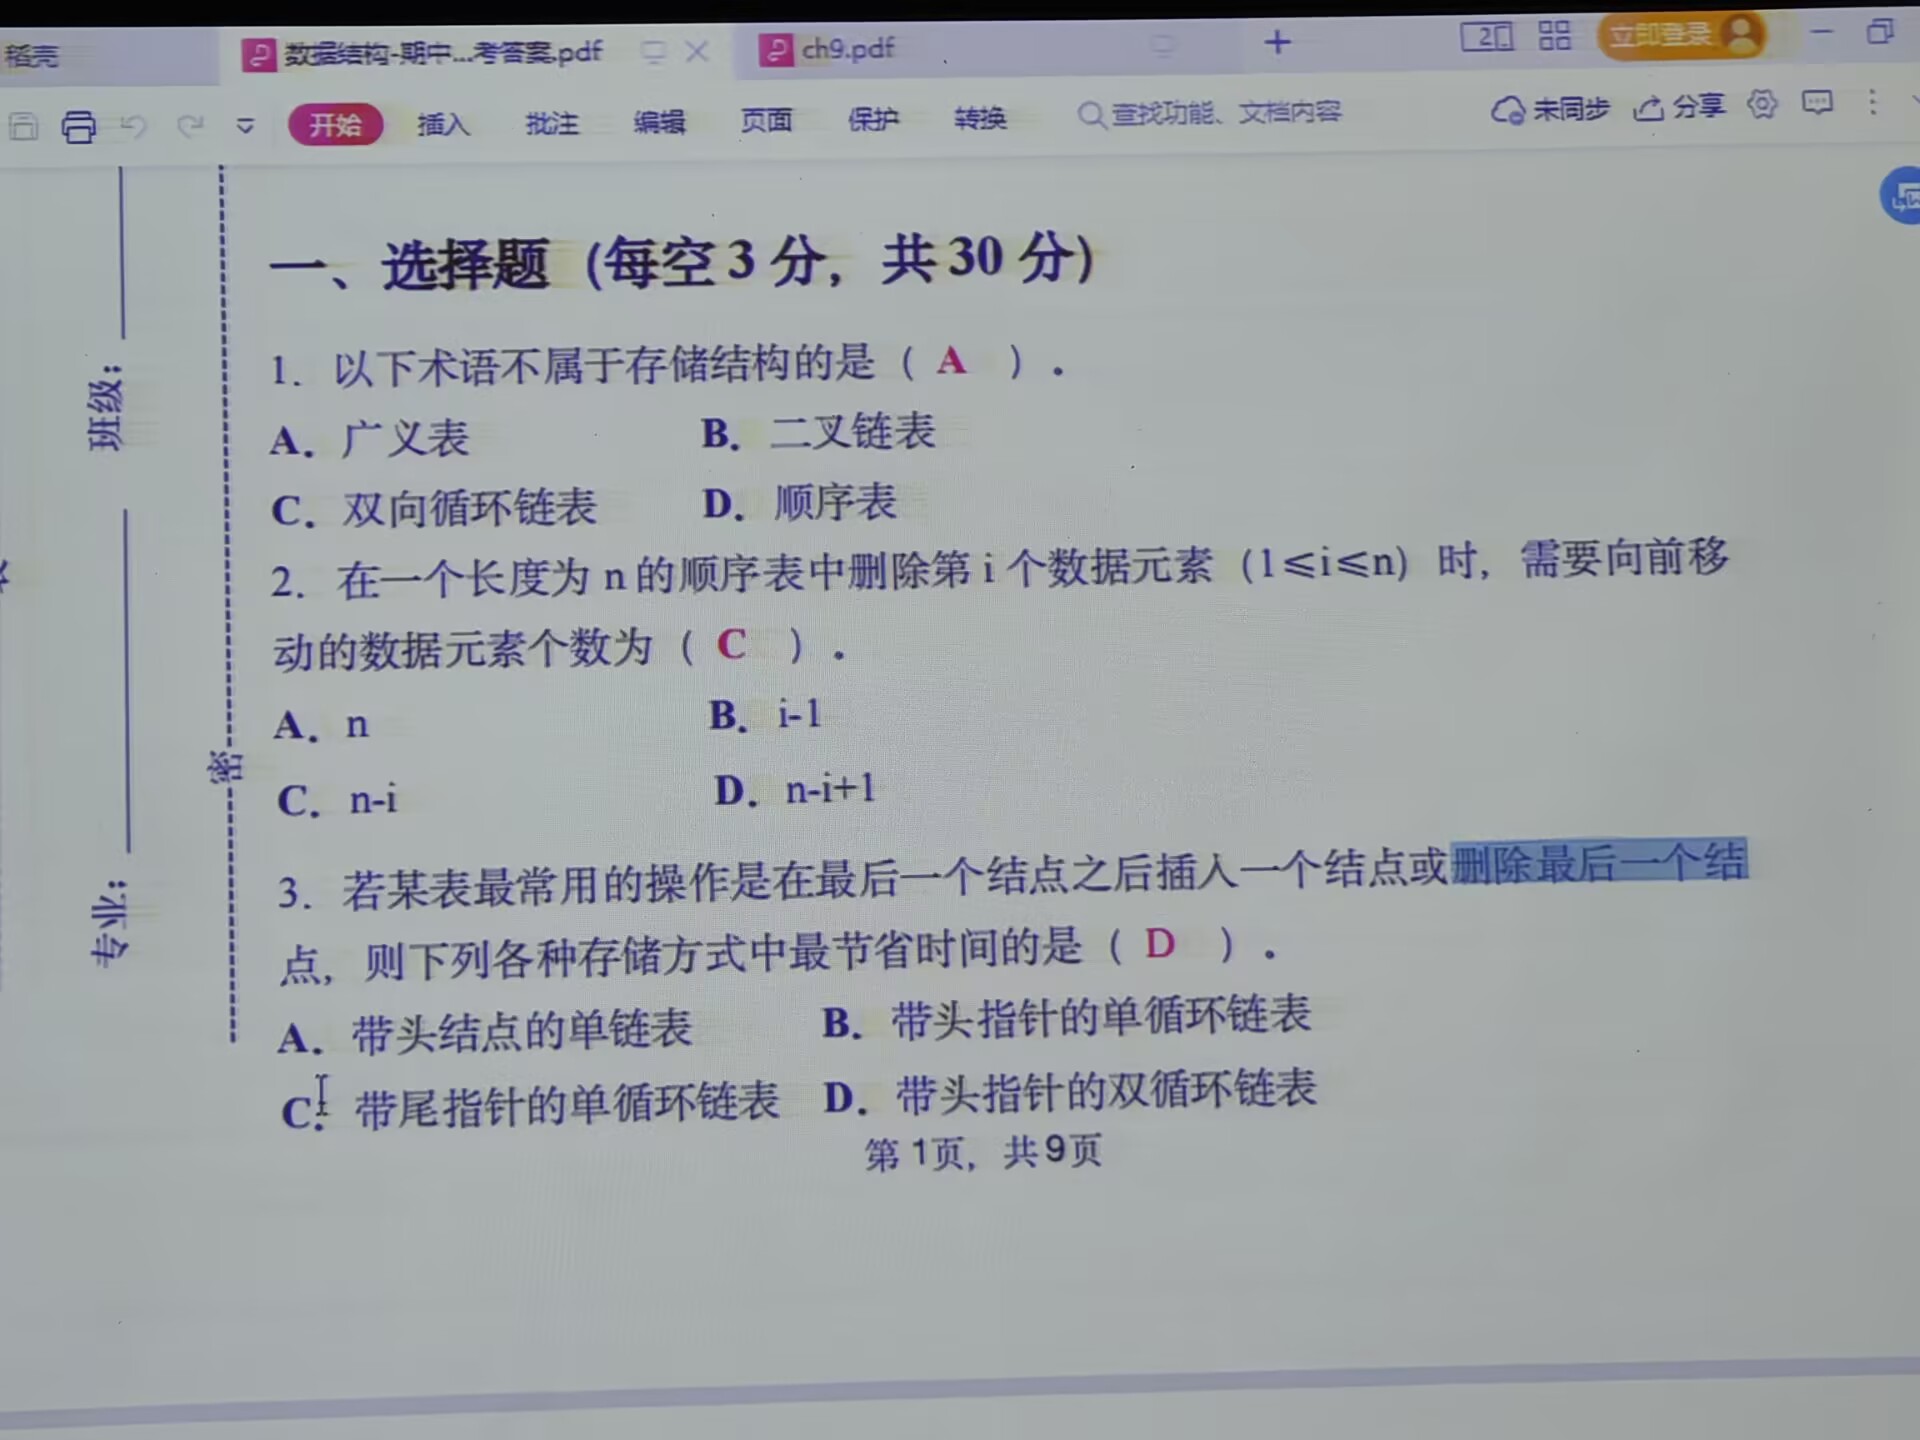 稻壳
数据结构-期中...考答案.pdf
ch9.pdf
立即登录
开始 插入 批注 编辑 页面 保护 转换 查找功能、文档内容 未同步 分享
班级:
专业:
密
一、选择题 (每空 3 分，共 30 分)
1. 以下术语不属于存储结构的是（ A ）.
A. 广义表 B. 二叉链表
C. 双向循环链表 D. 顺序表
2. 在一个长度为 n 的顺序表中删除第 i 个数据元素 (1≤i≤n) 时，需要向前移
动的数据元素个数为（ C ）.
A. n B. i-1
C. n-i D. n-i+1
3. 若某表最常用的操作是在最后一个结点之后插入一个结点或删除最后一个结
点，则下列各种存储方式中最节省时间的是（ D ）.
A. 带头结点的单链表 B. 带头指针的单循环链表
C. 带尾指针的单循环链表 D. 带头指针的双循环链表
第 1页，共 9页